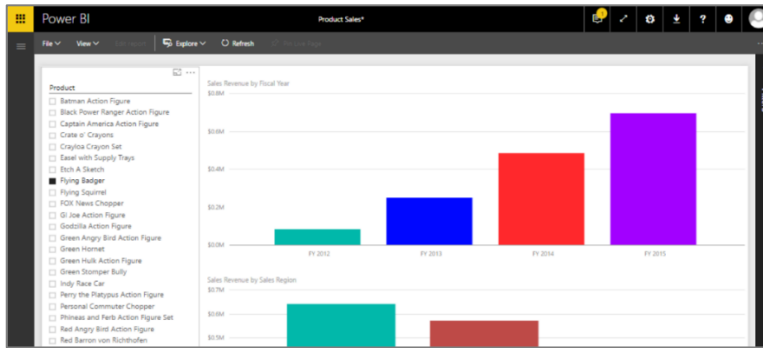 Power BI
Product Sales*
File
View
Explore
Refresh
Product
Batman Action Figure
Black Power Ranger Action Figure
Captain America Action Figure
Crate o' Crayons
Crayloa Crayon Set
Easel with Supply Trays
Etch A Sketch
Flying Badger
Flying Squirrel
FOX News Chopper
GI Joe Action Figure
Godzilla Action Figure
Green Angry Bird Action Figure
Green Hornet
Green Hulk Action Figure
Green Stomper Bully
Indy Race Car
Perry the Platypus Action Figure
Personal Commuter Chopper
Phineas and Ferb Action Figure Set
Red Angry Bird Action Figure
Red Barron von Richthofen
Sales Revenue by Fiscal Year
$0.8M
$0.6M
$0.4M
$0.2M
$0.0M
FY 2012
FY 2013
FY 2014
FY 2015
Sales Revenue by Sales Region
$0.7M
$0.6M
$0.5M